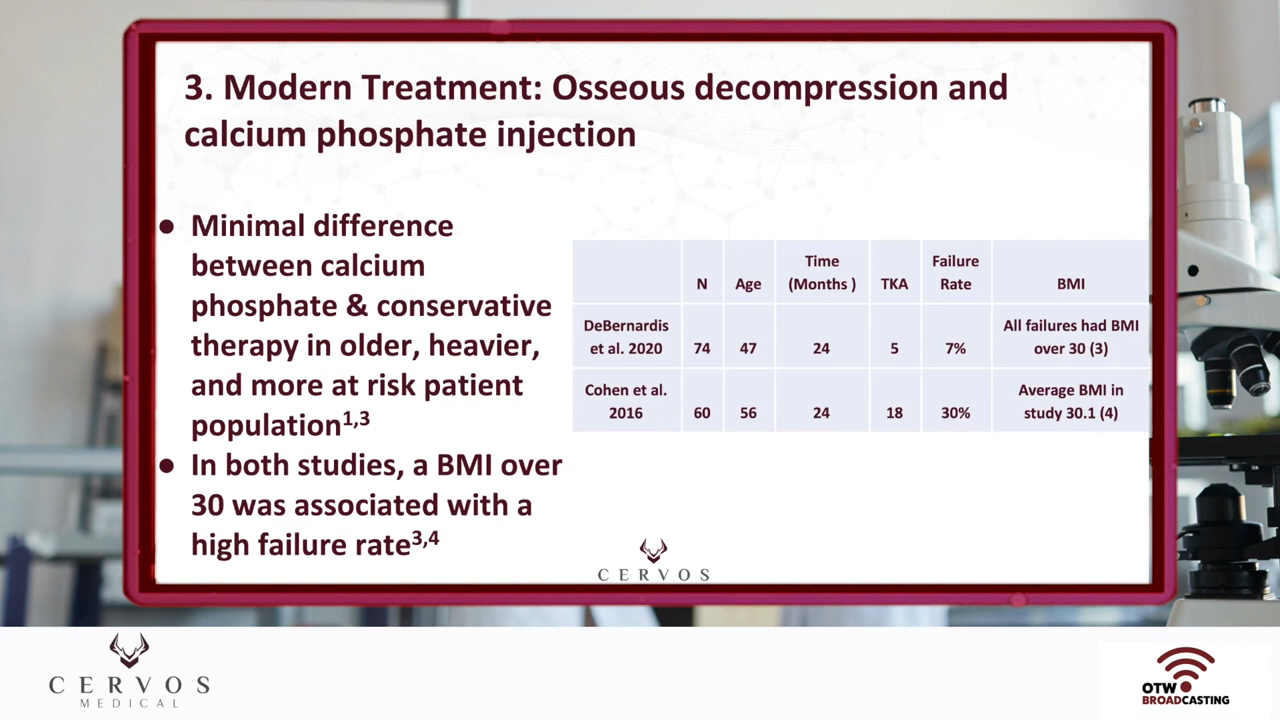 3. Modern Treatment: Osseous decompression and
calcium phosphate injection
● Minimal difference
between calcium
phosphate & conservative
therapy in older, heavier,
and more at risk patient
population1,3
● In both studies, a BMI over
30 was associated with a
high failure rate3,4
N Age Time (Months ) TKA Failure Rate BMI
DeBernardis et al. 2020 74 47 24 5 7% All failures had BMI over 30 (3)
Cohen et al. 2016 60 56 24 18 30% Average BMI in study 30.1 (4)
CERVOS
CERVOS
MEDICAL
OTW
BROADCASTING